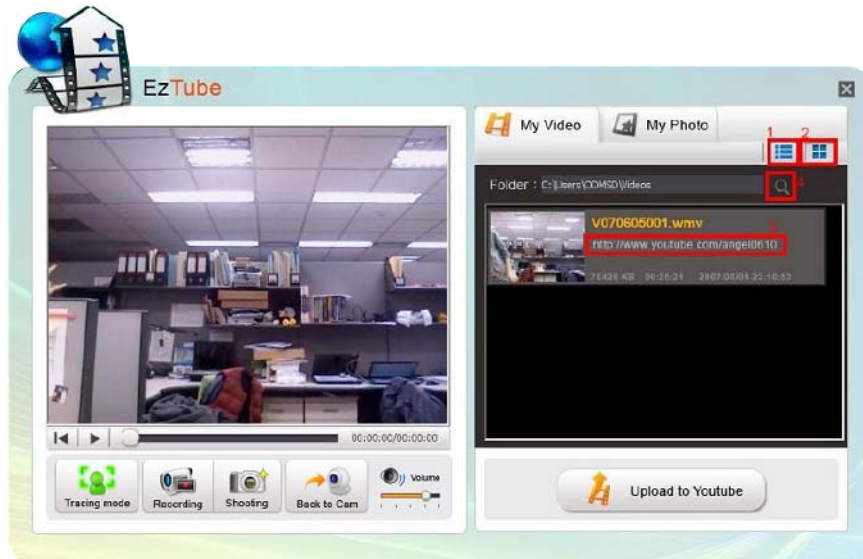 EzTube
My Video
My Photo
1 2
Folder : C:\Users\COMSD\Videos
4
V070605001.wmv
3
http://www.youtube.com/angel0610
00:00:00/00:00:00
Tracing mode
Recording
Shooting
Back to Cam
Volume
Upload to Youtube